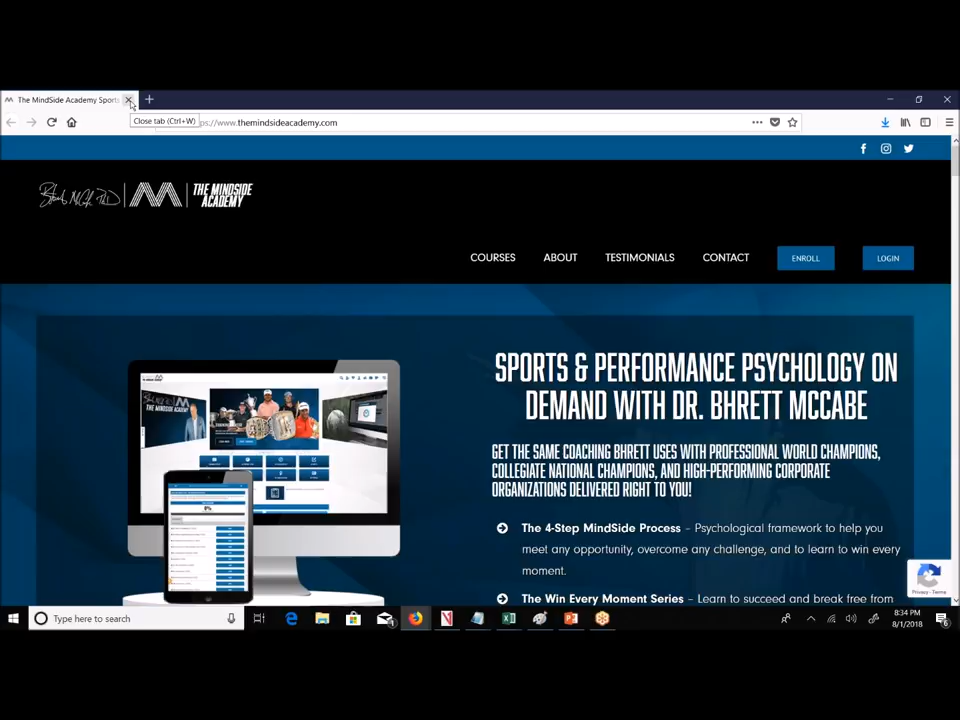 The MindSide Academy Sports
Close tab (Ctrl+W)
ps://www.themindsideacademy.com
THE MINDSIDE
ACADEMY
COURSES
ABOUT
TESTIMONIALS
CONTACT
ENROLL
LOGIN
SPORTS & PERFORMANCE PSYCHOLOGY ON
DEMAND WITH DR. BHRETT MCCABE
GET THE SAME COACHING BHRETT USES WITH PROFESSIONAL WORLD CHAMPIONS,
COLLEGIATE NATIONAL CHAMPIONS, AND HIGH-PERFORMING CORPORATE
ORGANIZATIONS DELIVERED RIGHT TO YOU!
The 4-Step MindSide Process – Psychological framework to help you
meet any opportunity, overcome any challenge, and to learn to win every
moment.
The Win Every Moment Series – Learn to succeed and break free from
THE MINDSIDE ACADEMY
0%
Privacy - Terms
Type here to search
8:34 PM
8/1/2018